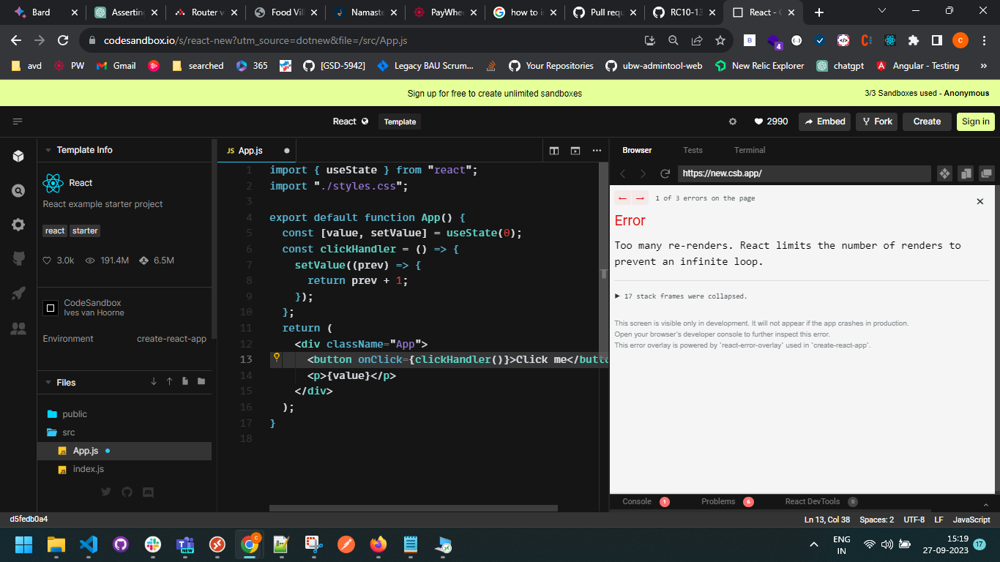 Bard
Asserting
Router v
Food Vil
Namaste
PayWhe
how to i
Pull requ
RC10-13
React - C
codesandbox.io/s/react-new?utm_source=dotnew&file=/src/App.js
4
C
avd
PW
Gmail
searched
365
[GSD-5942]
Legacy BAU Scrum...
Your Repositories
ubw-admintool-web
New Relic Explorer
chatgpt
Angular - Testing
»
Sign up for free to create unlimited sandboxes
3/3 Sandboxes used - Anonymous
React
Template
2990
Embed
Fork
Create
Sign in
Template Info
React
React example starter project
react
starter
3.0k
191.4M
6.5M
CodeSandbox
Ives van Hoorne
Environment
create-react-app
Files
public
src
App.js
index.js
JS App.js
1 import { useState } from "react";
2 import "./styles.css";
3
4 export default function App() {
5 const [value, setValue] = useState(0);
6 const clickHandler = () => {
7 setValue((prev) => {
8 return prev + 1;
9 });
10 };
11 return (
12 <div className="App">
13 <button onClick={clickHandler()}>Click me</butto
14 <p>{value}</p>
15 </div>
16 );
17 }
18
Browser
Tests
Terminal
https://new.csb.app/
← → 1 of 3 errors on the page
Error
Too many re-renders. React limits the number of renders to
prevent an infinite loop.
▶ 17 stack frames were collapsed.
This screen is visible only in development. It will not appear if the app crashes in production.
Open your browser's developer console to further inspect this error.
This error overlay is powered by `react-error-overlay` used in `create-react-app`.
Console 1
Problems 6
React DevTools 0
d5fedb0a4
Ln 13, Col 38
Spaces: 2
UTF-8
LF
JavaScript
NEW
C
ENG
IN
15:19
27-09-2023
17